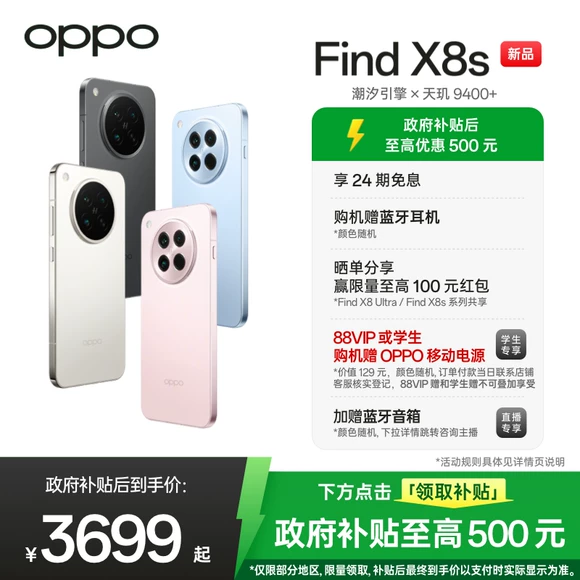 oppo
Find X8s 新品
潮汐引擎 × 天玑 9400+
政府补贴后
至高优惠 500 元
享 24 期免息
购机赠蓝牙耳机
*颜色随机
晒单分享
赢限量至高 100 元红包
*Find X8 Ultra / Find X8s 系列共享
88VIP 或学生
购机赠 OPPO 移动电源
学生
专享
*价值 129 元，颜色随机，订单付款当日联系店铺
客服核实登记，88VIP 赠和学生赠不可叠加享受
加赠蓝牙音箱
*颜色随机，下拉详情跳转咨询主播
直播
专享
*活动规则具体见详情页说明
oppo
oppo
政府补贴后到手价：
¥3699 起
下方点击「领取补贴」
政府补贴至高 500 元
*仅限部分地区，限量领取，补贴后最终到手价以支付时实际显示为准。